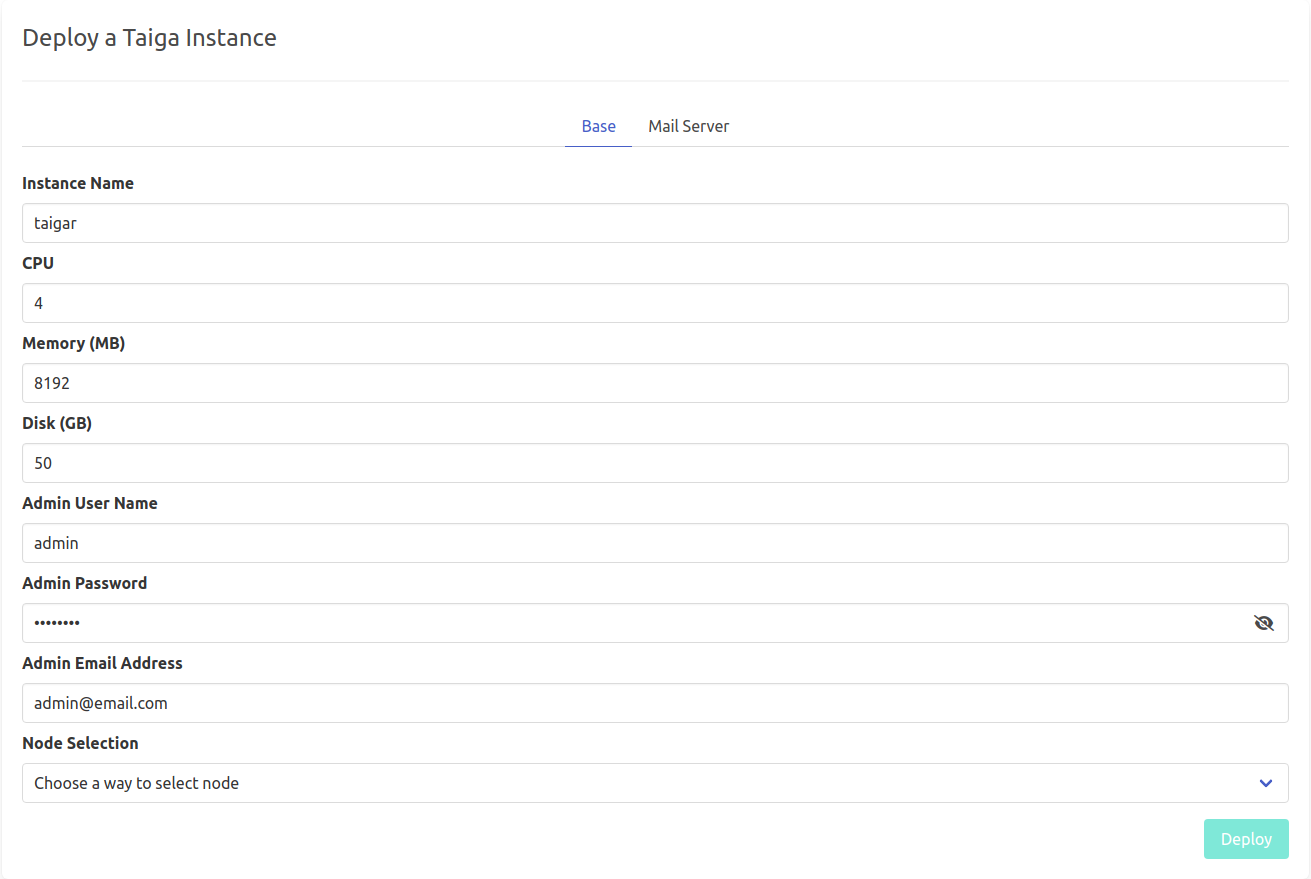 Deploy a Taiga Instance
Base Mail Server
Instance Name
taigar
CPU
4
Memory (MB)
8192
Disk (GB)
50
Admin User Name
admin
Admin Password
••••••••
Admin Email Address
admin@email.com
Node Selection
Choose a way to select node
Deploy